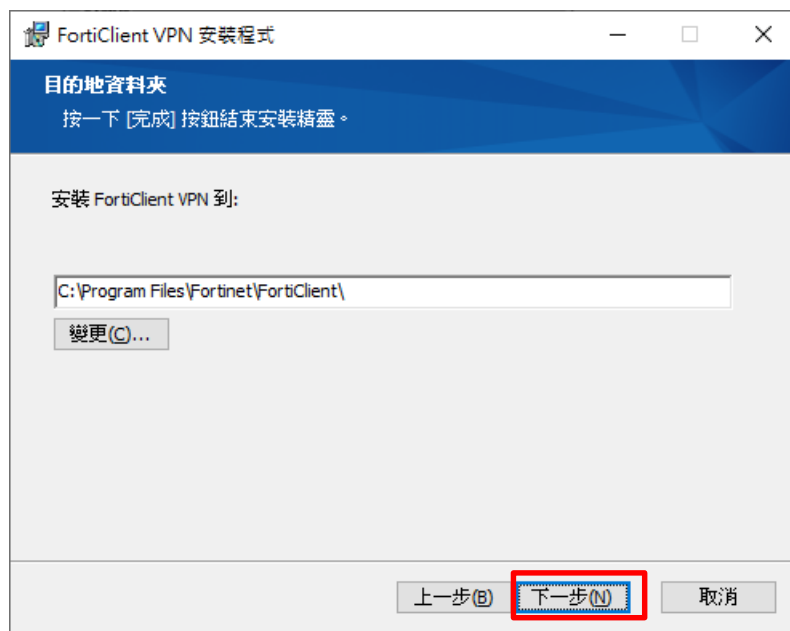 FortiClient VPN 安裝程式
目的地資料夾
按一下 [完成] 按鈕結束安裝精靈。
安裝 FortiClient VPN 到:
C:\Program Files\Fortinet\FortiClient\
變更(C)...
上一步(B) 下一步(N) 取消